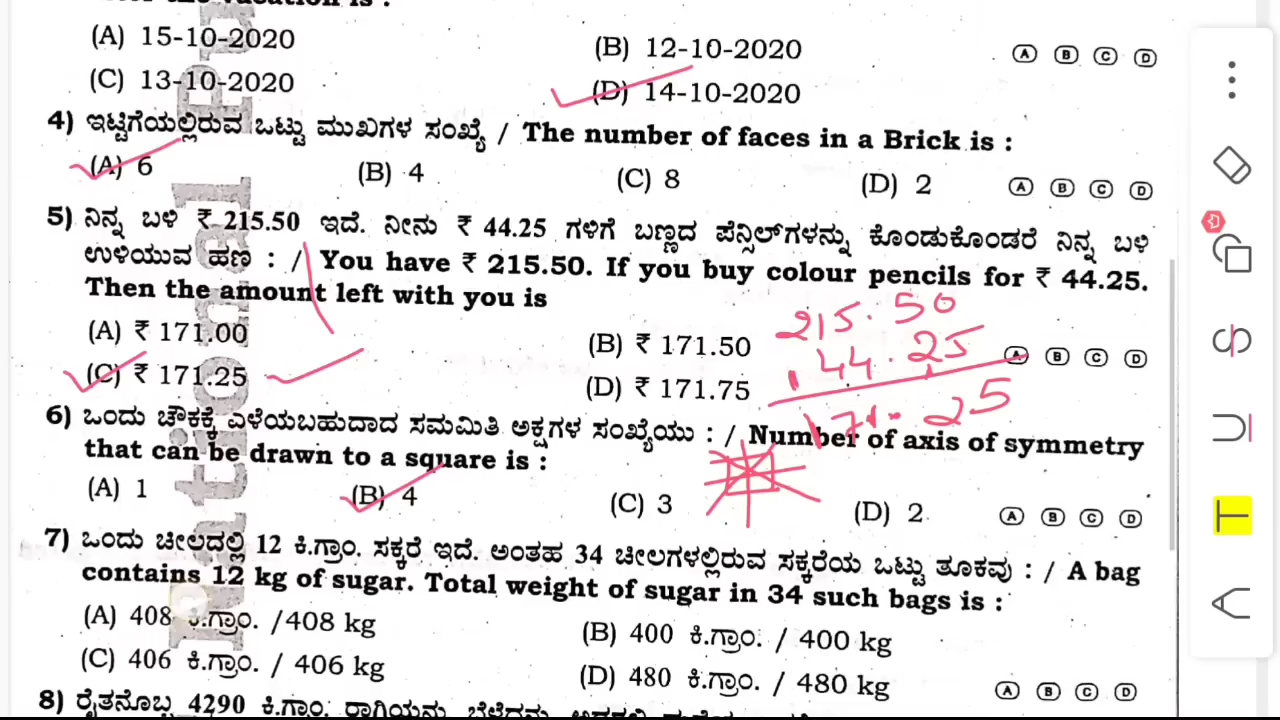 (A) 15-10-2020 (B) 12-10-2020 A B C D
(C) 13-10-2020 (D) 14-10-2020
4) ಇಟ್ಟಿಗೆಯಲ್ಲಿರುವ ಒಟ್ಟು ಮುಖಗಳ ಸಂಖ್ಯೆ / The number of faces in a Brick is :
(A) 6 (B) 4 (C) 8 (D) 2 A B C D
5) ನಿನ್ನ ಬಳಿ ₹ 215.50 ಇದೆ. ನೀನು ₹ 44.25 ಗಳಿಗೆ ಬಣ್ಣದ ಪೆನ್ಸಿಲ್‌ಗಳನ್ನು ಕೊಂಡುಕೊಂಡರೆ ನಿನ್ನ ಬಳಿ
ಉಳಿಯುವ ಹಣ : / You have ₹ 215.50. If you buy colour pencils for ₹ 44.25.
Then the amount left with you is
215.50
(A) ₹ 171.00 (B) ₹ 171.50 A B C D
44.25
(C) ₹ 171.25 (D) ₹ 171.75
171.25
6) ಒಂದು ಚೌಕಕ್ಕೆ ಎಳೆಯಬಹುದಾದ ಸಮಮಿತಿ ಅಕ್ಷಗಳ ಸಂಖ್ಯೆಯು : / Number of axis of symmetry
that can be drawn to a square is :
(A) 1 (B) 4 (C) 3 (D) 2 A B C D
7) ಒಂದು ಚೀಲದಲ್ಲಿ 12 ಕಿ.ಗ್ರಾಂ. ಸಕ್ಕರೆ ಇದೆ. ಅಂತಹ 34 ಚೀಲಗಳಲ್ಲಿರುವ ಸಕ್ಕರೆಯ ಒಟ್ಟು ತೂಕವು : / A bag
contains 12 kg of sugar. Total weight of sugar in 34 such bags is :
(A) 408 ಕಿ.ಗ್ರಾಂ. /408 kg (B) 400 ಕಿ.ಗ್ರಾಂ. / 400 kg
(C) 406 ಕಿ.ಗ್ರಾಂ. / 406 kg (D) 480 ಕಿ.ಗ್ರಾಂ. / 480 kg A B C D
8) ರೈತನೊಬ್ಬ 4290 ಕಿ.ಗ್ರಾಂ. ರಾಗಿಯನ್ನು